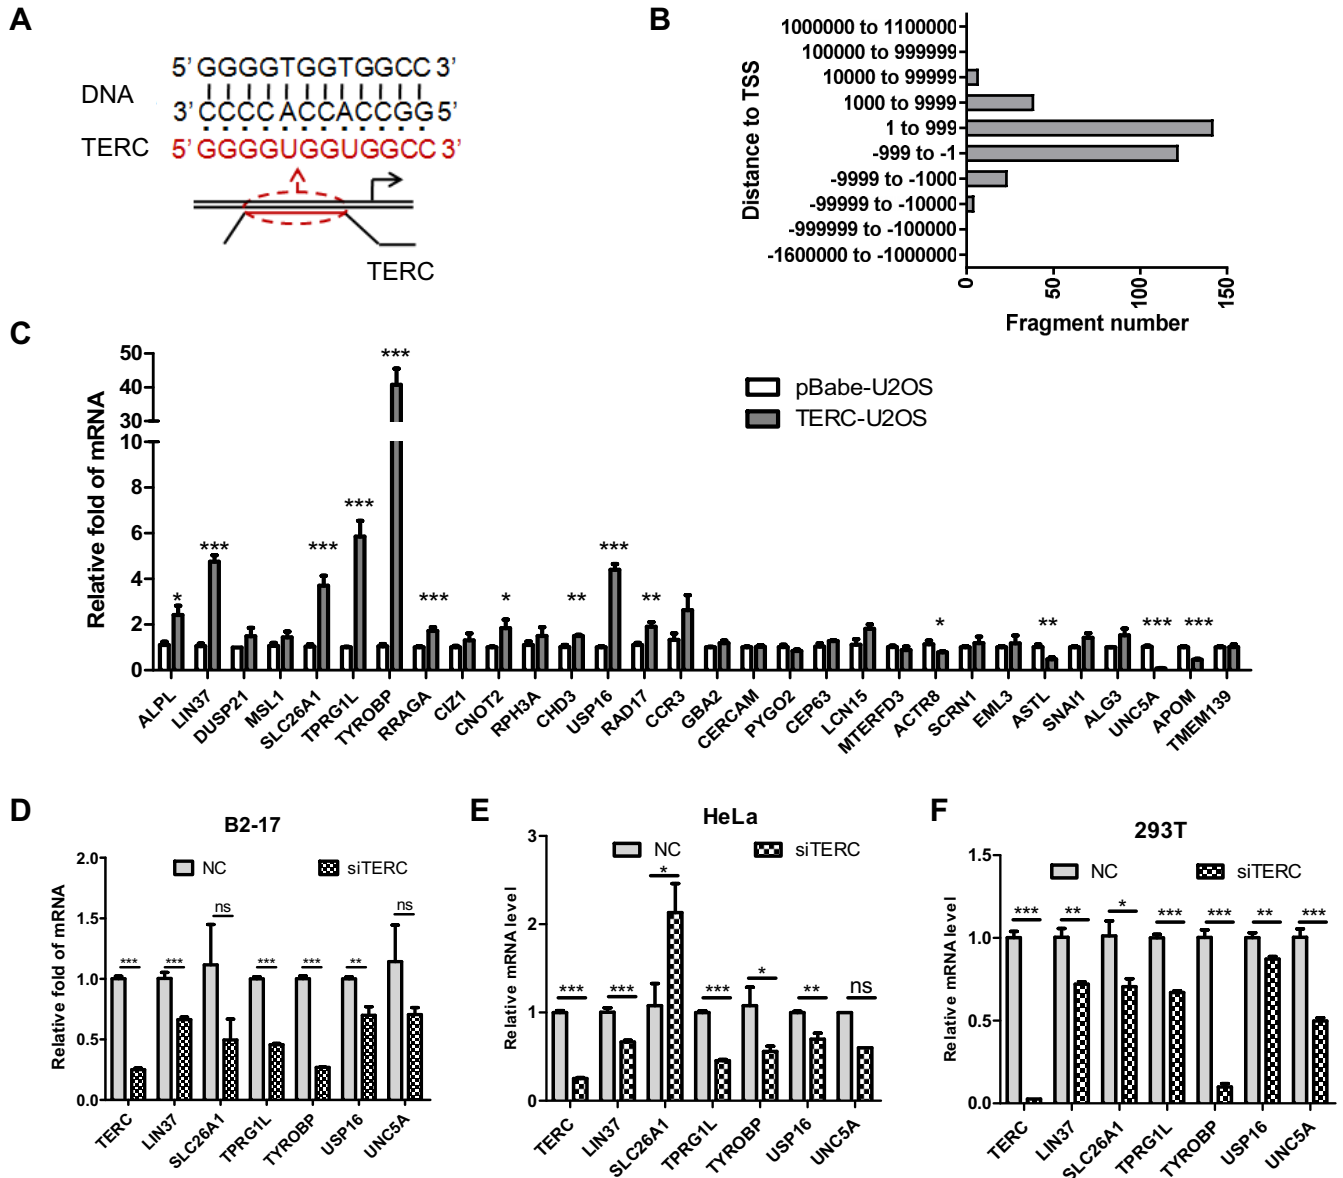 A
5' GGGGTGGTGGCC 3'
DNA
3' CCCCACCACCGG 5'
TERC 5' GGGGUGGUGGCC 3'
TERC
B
Distance to TSS
1000000 to 1100000
100000 to 999999
10000 to 99999
1000 to 9999
1 to 999
-999 to -1
-9999 to -1000
-99999 to -10000
-999999 to -100000
-1600000 to -1000000
0 50 100 150
Fragment number
C
Relative fold of mRNA
50
40
30
10
8
6
4
2
0
pBabe-U2OS
TERC-U2OS
* *** *** *** *** *** * ** *** ** * ** *** ***
ALPL LIN37 DUSP21 MSL1 SLC26A1 TPRG1L TYROBP RRAGA CIZ1 CNOT2 RPH3A CHD3 USP16 RAD17 CCR3 GBA2 CERCAM PYGO2 CEP63 LCN15 MTERFD3 ACTR8 SCRN1 EML3 ASTL SNAI1 ALG3 UNC5A APOM TMEM139
D
B2-17
Relative fold of mRNA
2.0
1.5
1.0
0.5
0.0
NC siTERC
*** *** ns *** *** ** ns
TERC LIN37 SLC26A1 TPRG1L TYROBP USP16 UNC5A
E
HeLa
Relative mRNA level
3
2
1
0
NC siTERC
*** *** * *** * ** ns
TERC LIN37 SLC26A1 TPRG1L TYROBP USP16 UNC5A
F
293T
Relative mRNA level
1.5
1.0
0.5
0.0
NC siTERC
*** ** * *** *** ** ***
TERC LIN37 SLC26A1 TPRG1L TYROBP USP16 UNC5A